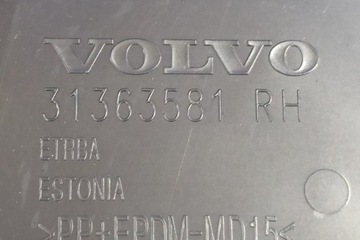 VOLVO
31363581 RH
ETRBA
ESTONIA
>PP+EPDM-MD15<